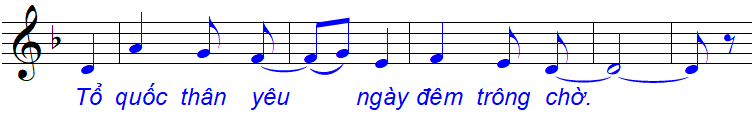 Tổ quốc thân yêu ngày đêm trông chờ.